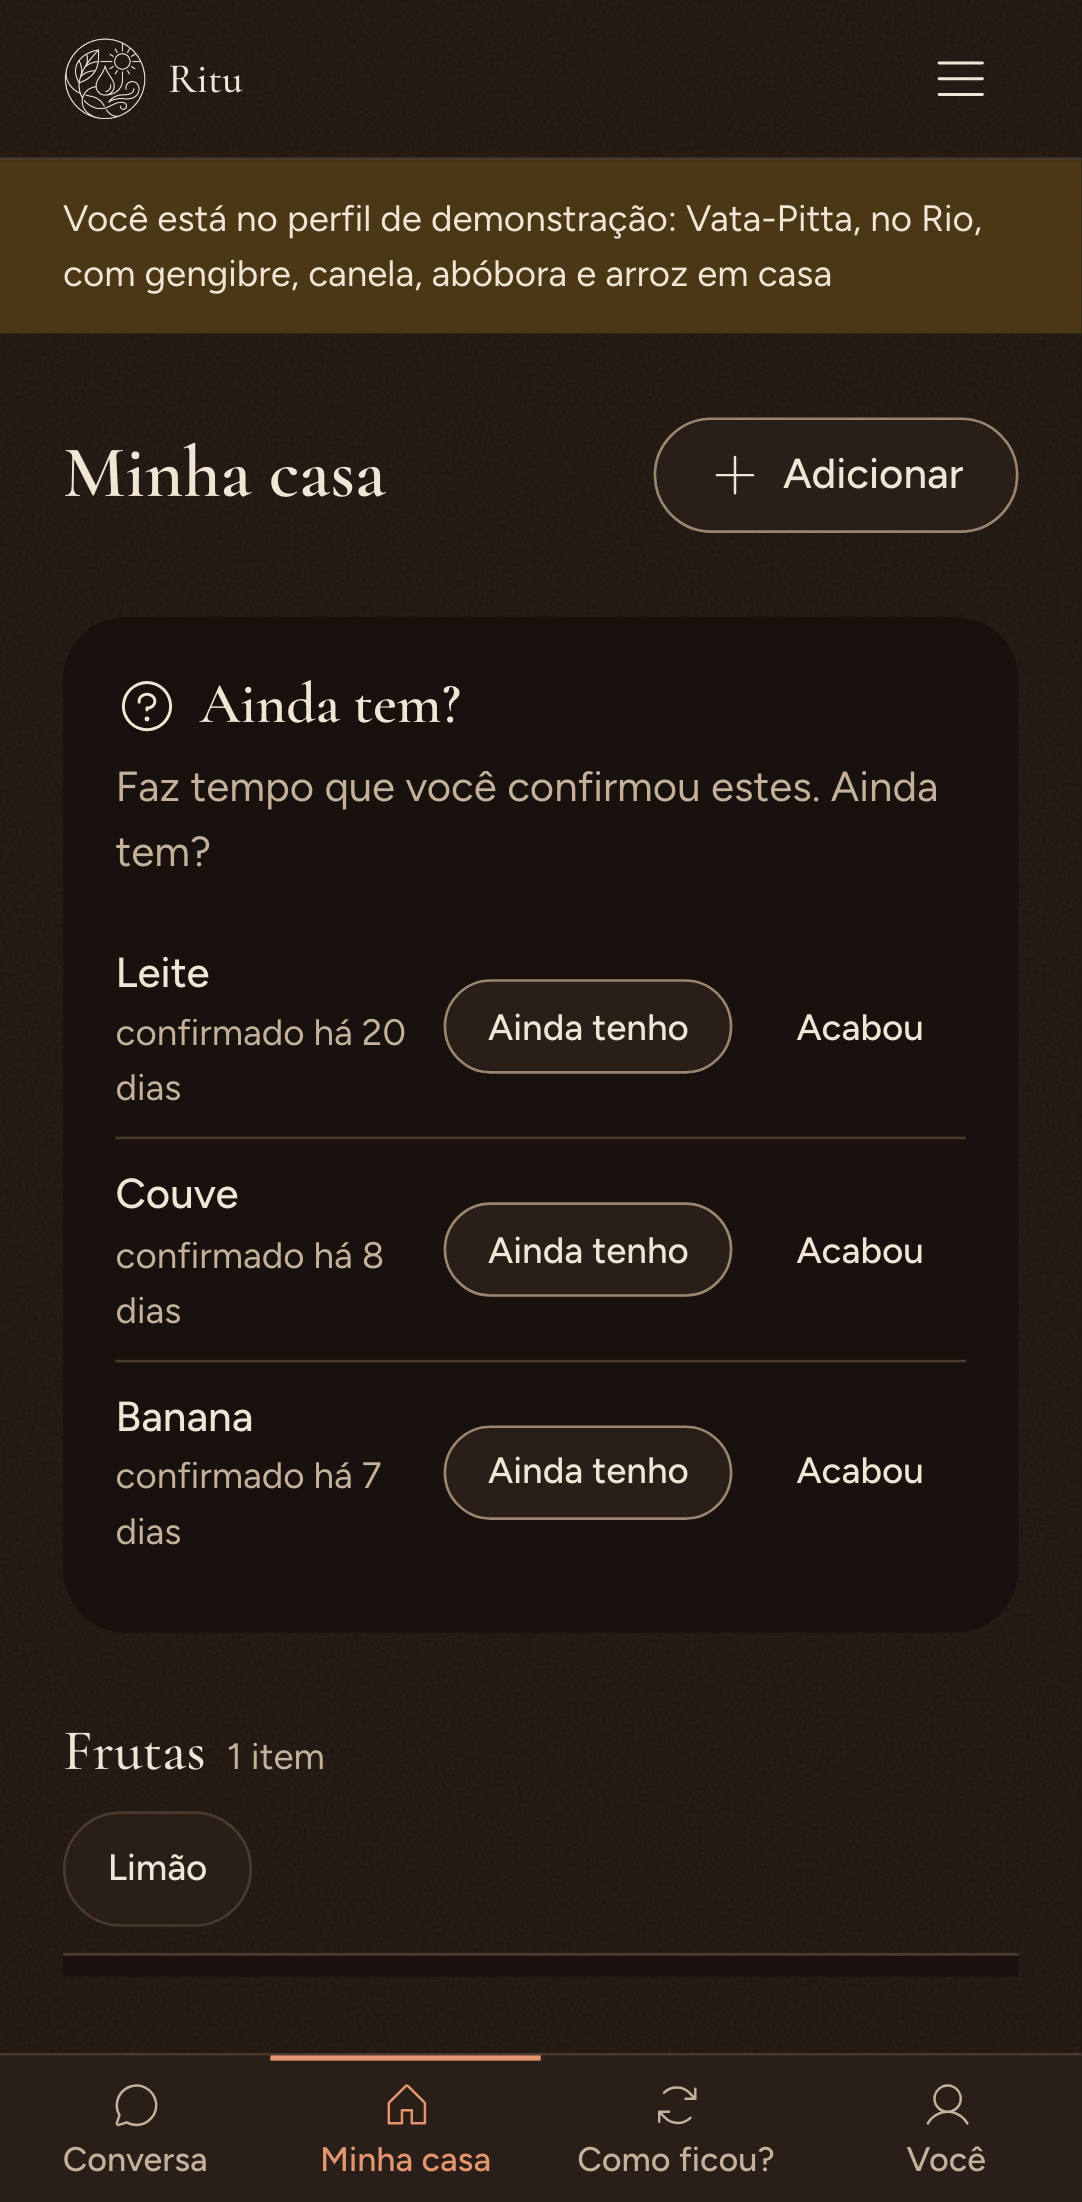 Ritu
Você está no perfil de demonstração: Vata-Pitta, no Rio,
com gengibre, canela, abóbora e arroz em casa
Minha casa
Adicionar
Ainda tem?
Faz tempo que você confirmou estes. Ainda
tem?
Leite
confirmado há 20
dias
Ainda tenho
Acabou
Couve
confirmado há 8
dias
Ainda tenho
Acabou
Banana
confirmado há 7
dias
Ainda tenho
Acabou
Frutas 1 item
Limão
Conversa
Minha casa
Como ficou?
Você